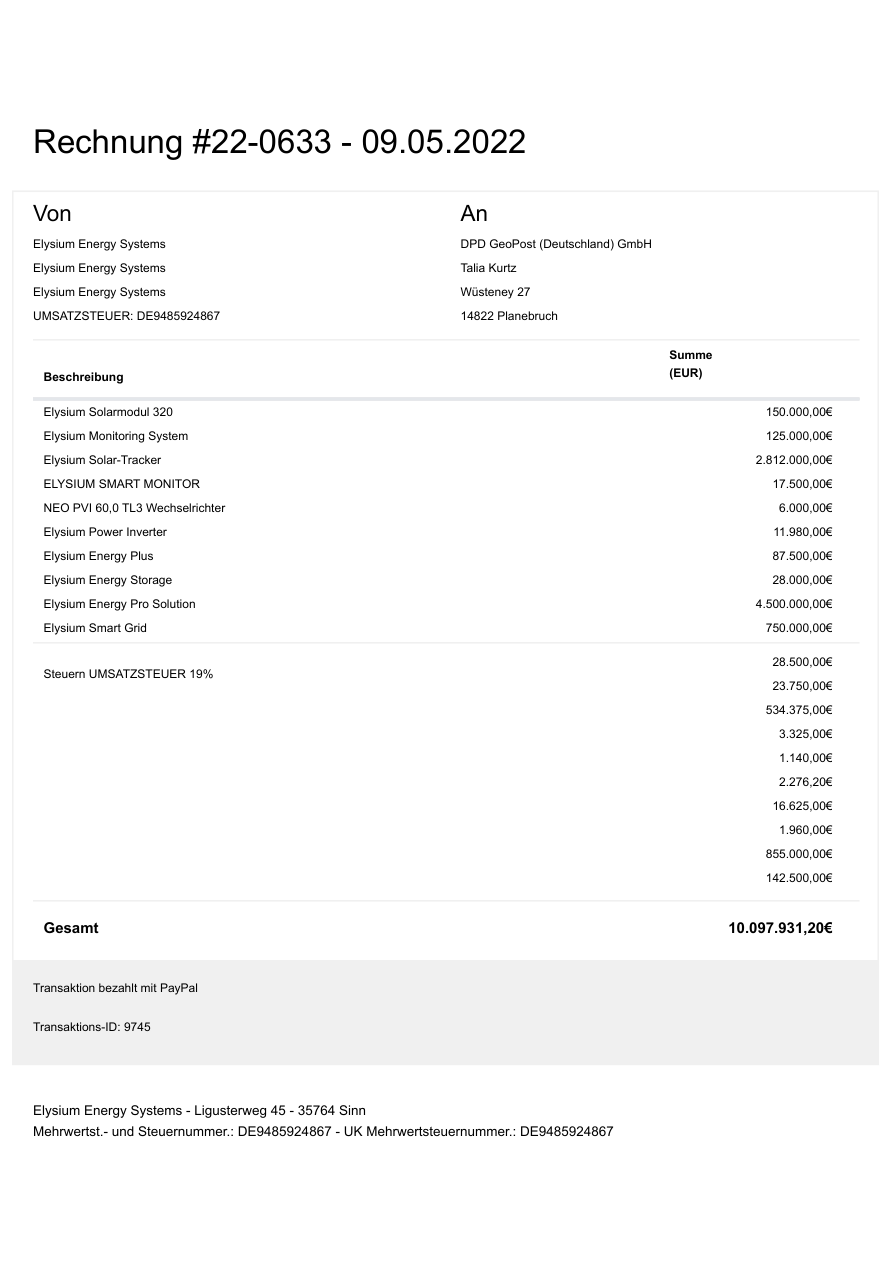 Rechnung #22-0633 - 09.05.2022
Von
Elysium Energy Systems
Elysium Energy Systems
Elysium Energy Systems
UMSATZSTEUER: DE9485924867
An
DPD GeoPost (Deutschland) GmbH
Talia Kurtz
Wüsteney 27
14822 Planebruch
Beschreibung Summe (EUR)
Elysium Solarmodul 320 150.000,00€
Elysium Monitoring System 125.000,00€
Elysium Solar-Tracker 2.812.000,00€
ELYSIUM SMART MONITOR 17.500,00€
NEO PVI 60,0 TL3 Wechselrichter 6.000,00€
Elysium Power Inverter 11.980,00€
Elysium Energy Plus 87.500,00€
Elysium Energy Storage 28.000,00€
Elysium Energy Pro Solution 4.500.000,00€
Elysium Smart Grid 750.000,00€
Steuern UMSATZSTEUER 19%
28.500,00€
23.750,00€
534.375,00€
3.325,00€
1.140,00€
2.276,20€
16.625,00€
1.960,00€
855.000,00€
142.500,00€
Gesamt 10.097.931,20€
Transaktion bezahlt mit PayPal
Transaktions-ID: 9745
Elysium Energy Systems - Ligusterweg 45 - 35764 Sinn
Mehrwertst.- und Steuernummer.: DE9485924867 - UK Mehrwertsteuernummer.: DE9485924867